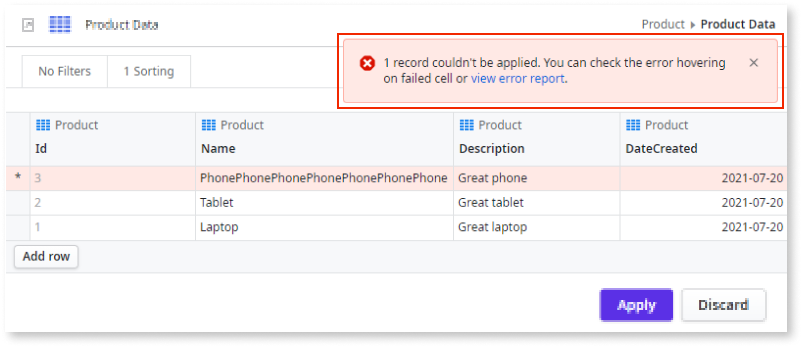 Product Data
Product ▸ Product Data
No Filters
1 Sorting
1 record couldn't be applied. You can check the error hovering
on failed cell or view error report.
Product Product Product Product
Id Name Description DateCreated
* 3 PhonePhonePhonePhonePhonePhonePhone Great phone 2021-07-20
2 Tablet Great tablet 2021-07-20
1 Laptop Great laptop 2021-07-20
Add row
Apply Discard